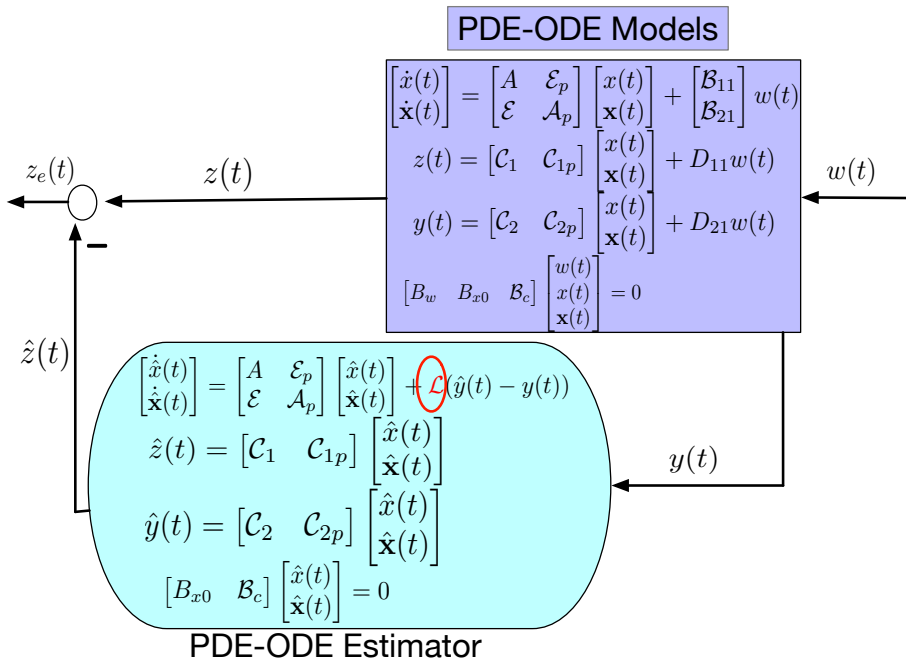 PDE-ODE Models
[ẋ(t) 𝐱̇(t)] = [A ℰ_p ℰ 𝒜_p] [x(t) 𝐱(t)] + [ℬ_11 ℬ_21] w(t)
z(t) = [𝒞_1 𝒞_1p] [x(t) 𝐱(t)] + D_11 w(t)
y(t) = [𝒞_2 𝒞_2p] [x(t) 𝐱(t)] + D_21 w(t)
[B_w B_x0 ℬ_c] [w(t) x(t) 𝐱(t)] = 0
z_e(t)
z(t)
w(t)
−
ẑ(t)
y(t)
[x̂̇(t) 𝐱̂̇(t)] = [A ℰ_p ℰ 𝒜_p] [x̂(t) 𝐱̂(t)] + ℒ(ŷ(t) − y(t))
ẑ(t) = [𝒞_1 𝒞_1p] [x̂(t) 𝐱̂(t)]
ŷ(t) = [𝒞_2 𝒞_2p] [x̂(t) 𝐱̂(t)]
[B_x0 ℬ_c] [x̂(t) 𝐱̂(t)] = 0
PDE-ODE Estimator